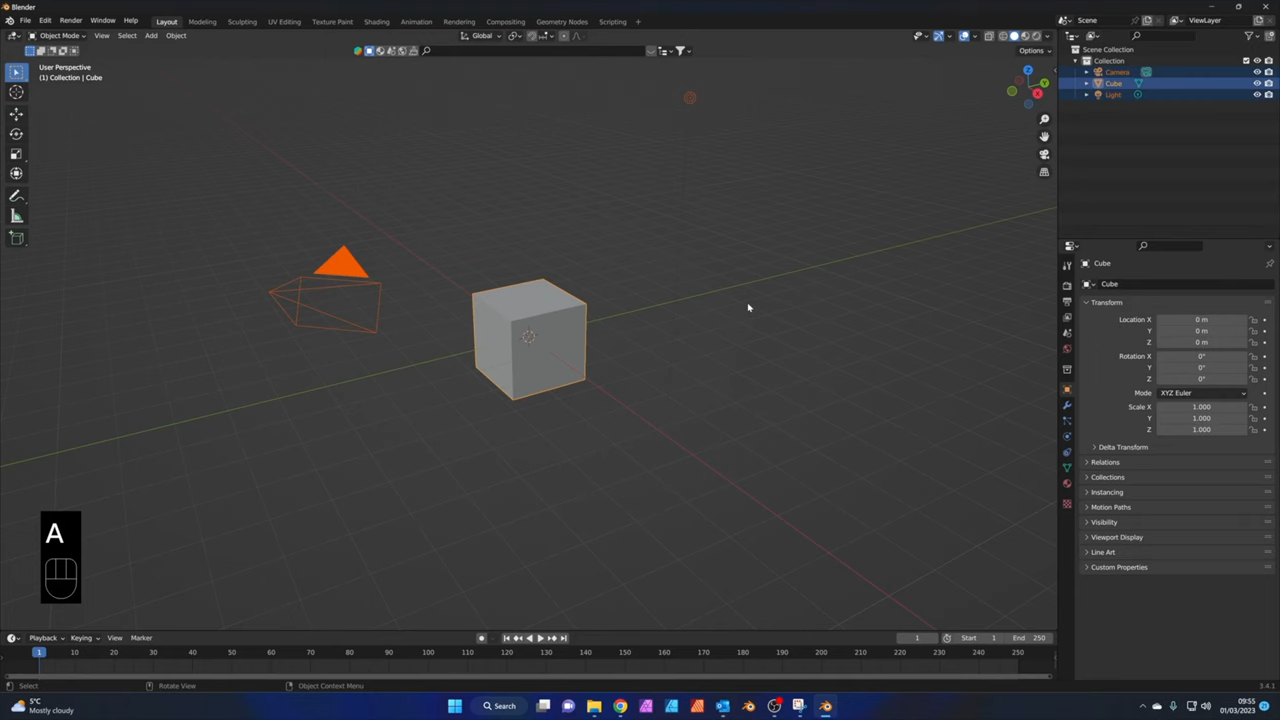 Blender
File Edit Render Window Help Layout Modeling Sculpting UV Editing Texture Paint Shading Animation Rendering Compositing Geometry Nodes Scripting + Scene ViewLayer
Object Mode View Select Add Object Global
Options
User Perspective
(1) Collection | Cube
Z
Y
X
Scene Collection
Collection
Camera
Cube
Light
Cube
Cube
Transform
Location X 0 m
Y 0 m
Z 0 m
Rotation X 0°
Y 0°
Z 0°
Mode XYZ Euler
Scale X 1.000
Y 1.000
Z 1.000
Delta Transform
Relations
Collections
Instancing
Motion Paths
Visibility
Viewport Display
Line Art
Custom Properties
A
Playback Keying View Marker 1 Start 1 End 250
1 10 20 30 40 50 60 70 80 90 100 110 120 130 140 150 160 170 180 190 200 210 220 230 240 250
Select Rotate View Object Context Menu 3.4.1
5°C
Mostly cloudy
Search
09:55
01/03/2023